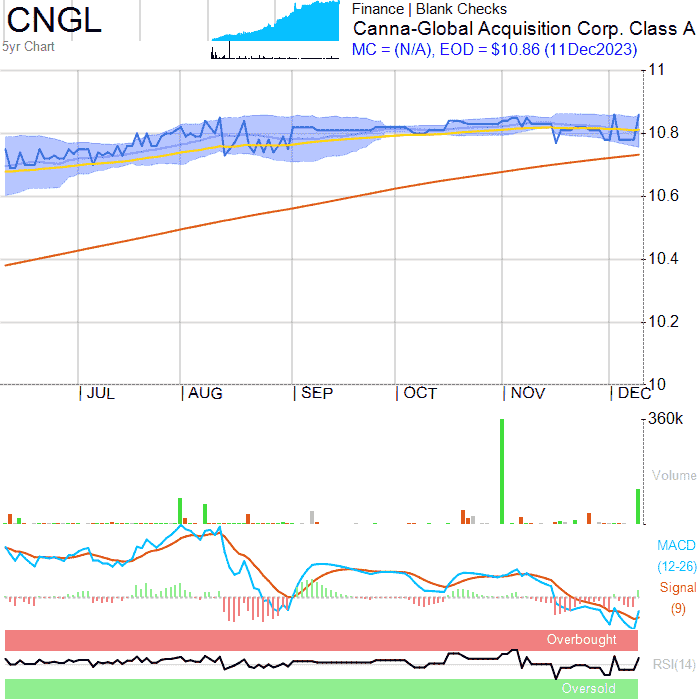 CNGL
5yr Chart
Finance | Blank Checks
Canna-Global Acquisition Corp. Class A
MC = (N/A), EOD = $10.86 (11Dec2023)
11
10.8
10.6
10.4
10.2
10
JUL
AUG
SEP
OCT
NOV
DEC
360k
Volume
MACD
(12-26)
Signal
(9)
Overbought
RSI(14)
Oversold